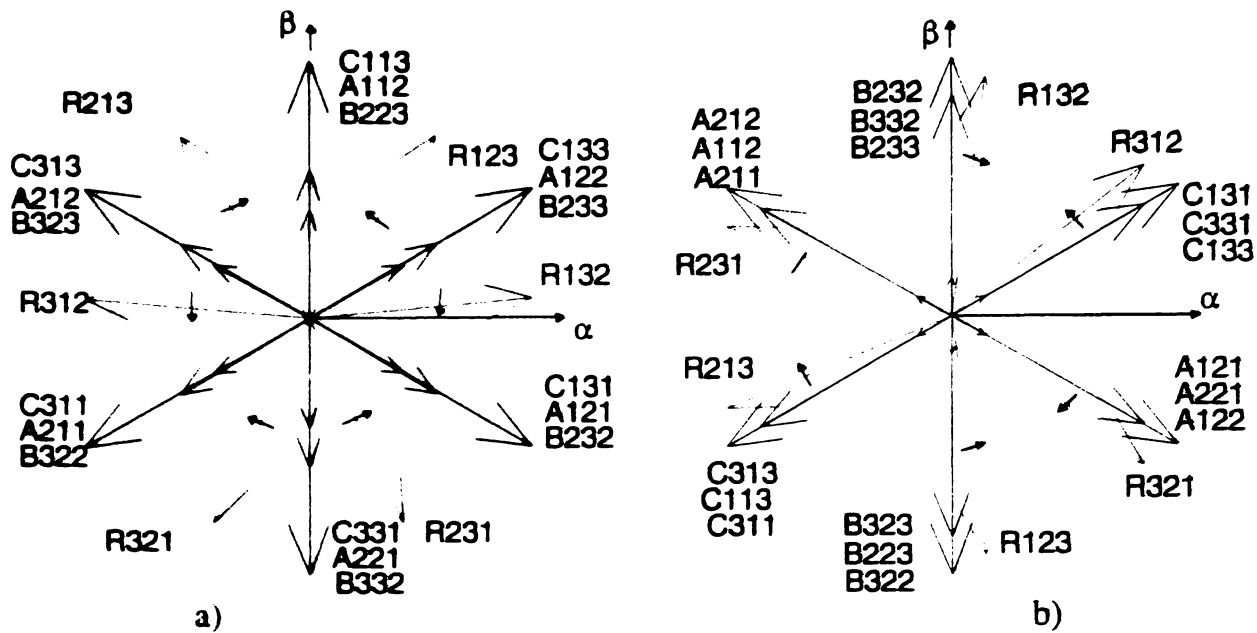 β
C113
A112
B223
R213
R123
C313
A212
B323
C133
A122
B233
R312
R132
α
C311
A211
B322
C131
A121
B232
R321
R231
C331
A221
B332
a)
β
B232
B332
B233
R132
A212
A112
A211
R312
C131
C331
C133
R231
α
R213
A121
A221
A122
C313
C113
C311
R321
B323
B223
B322
R123
b)